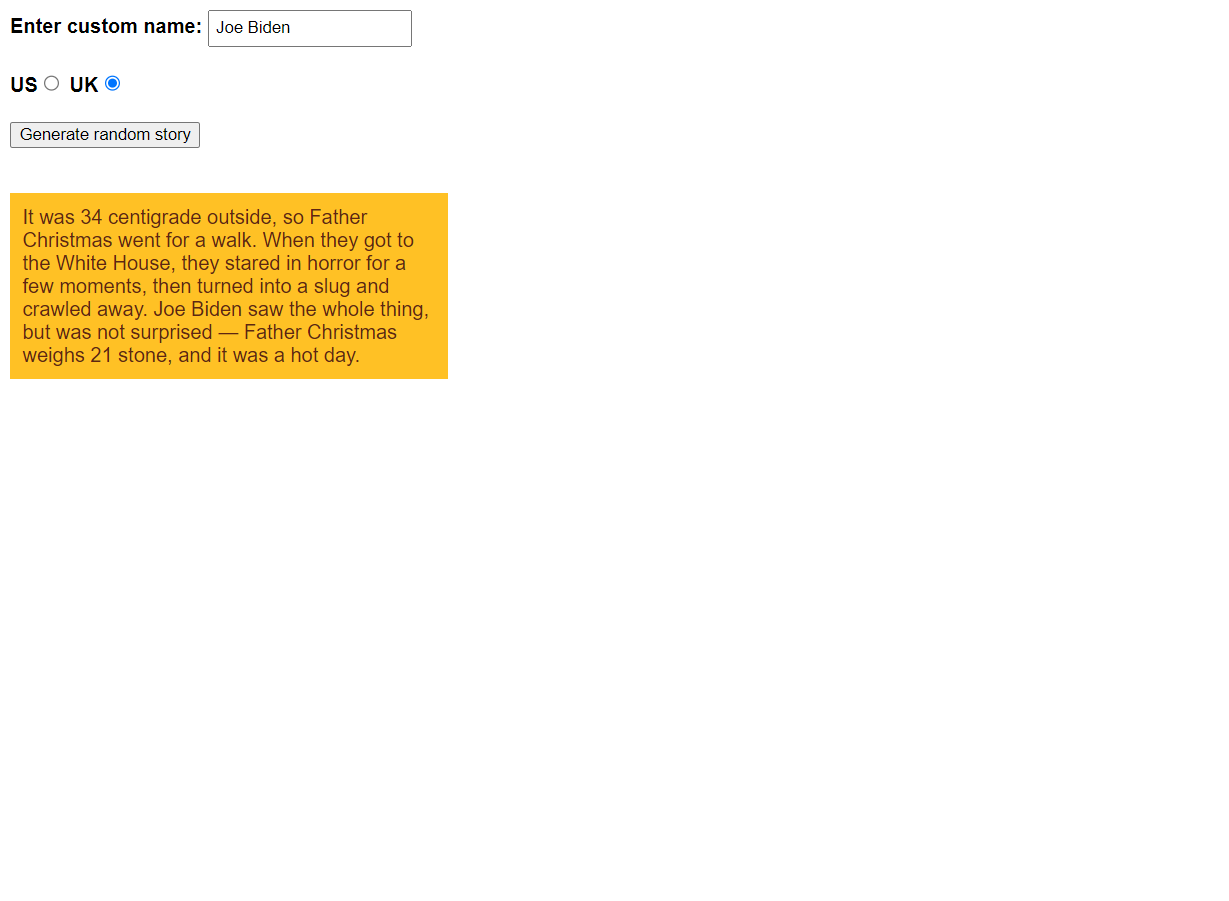 Enter custom name: Joe Biden
US UK
Generate random story
It was 34 centigrade outside, so Father
Christmas went for a walk. When they got to
the White House, they stared in horror for a
few moments, then turned into a slug and
crawled away. Joe Biden saw the whole thing,
but was not surprised — Father Christmas
weighs 21 stone, and it was a hot day.